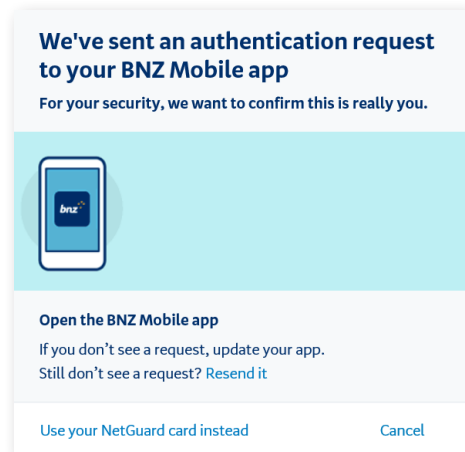 We've sent an authentication request
to your BNZ Mobile app
For your security, we want to confirm this is really you.
bnz
Open the BNZ Mobile app
If you don't see a request, update your app.
Still don't see a request? Resend it
Use your NetGuard card instead
Cancel